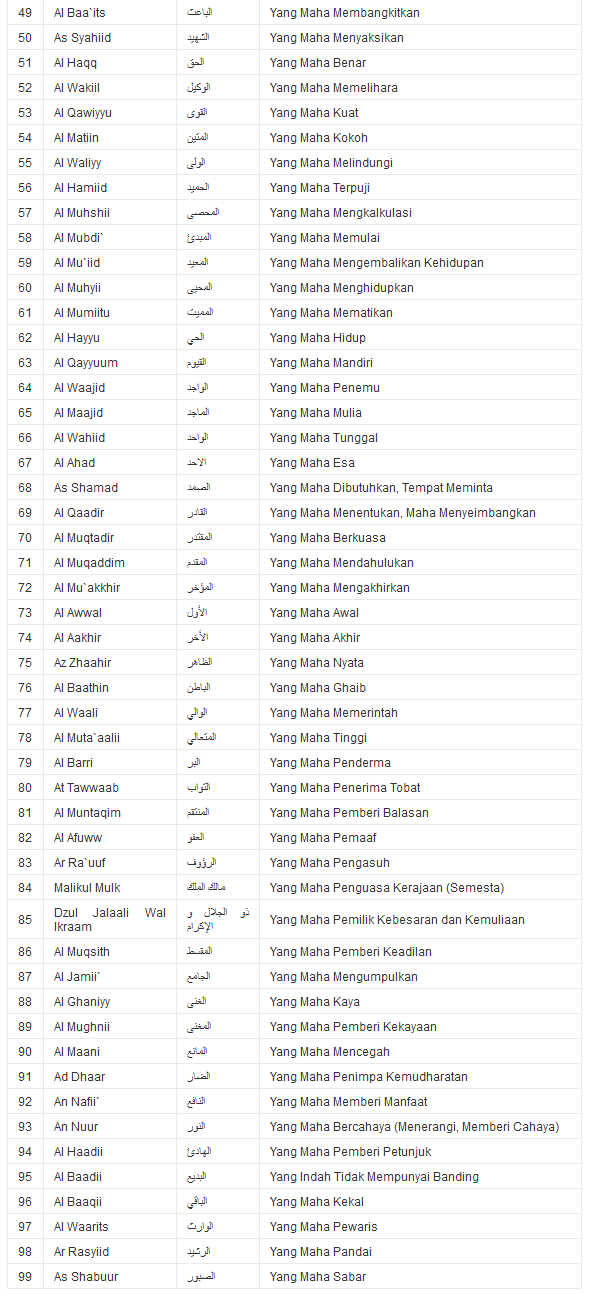 49 Al Baa`its الباعث Yang Maha Membangkitkan
50 As Syahiid الشهيد Yang Maha Menyaksikan
51 Al Haqq الحق Yang Maha Benar
52 Al Wakiil الوكيل Yang Maha Memelihara
53 Al Qawiyyu القوى Yang Maha Kuat
54 Al Matiin المتين Yang Maha Kokoh
55 Al Waliyy الولى Yang Maha Melindungi
56 Al Hamiid الحميد Yang Maha Terpuji
57 Al Muhshii المحصى Yang Maha Mengkalkulasi
58 Al Mubdi` المبدئ Yang Maha Memulai
59 Al Mu`iid المعيد Yang Maha Mengembalikan Kehidupan
60 Al Muhyii المحيى Yang Maha Menghidupkan
61 Al Mumiitu المميت Yang Maha Mematikan
62 Al Hayyu الحي Yang Maha Hidup
63 Al Qayyuum القيوم Yang Maha Mandiri
64 Al Waajid الواجد Yang Maha Penemu
65 Al Maajid الماجد Yang Maha Mulia
66 Al Wahiid الواحد Yang Maha Tunggal
67 Al Ahad الاحد Yang Maha Esa
68 As Shamad الصمد Yang Maha Dibutuhkan, Tempat Meminta
69 Al Qaadir القادر Yang Maha Menentukan, Maha Menyeimbangkan
70 Al Muqtadir المقتدر Yang Maha Berkuasa
71 Al Muqaddim المقدم Yang Maha Mendahulukan
72 Al Mu`akkhir المؤخر Yang Maha Mengakhirkan
73 Al Awwal الأول Yang Maha Awal
74 Al Aakhir الأخر Yang Maha Akhir
75 Az Zhaahir الظاهر Yang Maha Nyata
76 Al Baathin الباطن Yang Maha Ghaib
77 Al Waali الوالي Yang Maha Memerintah
78 Al Muta`aalii المتعالي Yang Maha Tinggi
79 Al Barri البر Yang Maha Penderma
80 At Tawwaab التواب Yang Maha Penerima Tobat
81 Al Muntaqim المنتقم Yang Maha Pemberi Balasan
82 Al Afuww العفو Yang Maha Pemaaf
83 Ar Ra`uuf الرؤوف Yang Maha Pengasuh
84 Malikul Mulk مالك الملك Yang Maha Penguasa Kerajaan (Semesta)
85 Dzul Jalaali Wal Ikraam ذو الجلال و الإكرام Yang Maha Pemilik Kebesaran dan Kemuliaan
86 Al Muqsith المقسط Yang Maha Pemberi Keadilan
87 Al Jamii` الجامع Yang Maha Mengumpulkan
88 Al Ghaniyy الغنى Yang Maha Kaya
89 Al Mughnii المغنى Yang Maha Pemberi Kekayaan
90 Al Maani المانع Yang Maha Mencegah
91 Ad Dhaar الضار Yang Maha Penimpa Kemudharatan
92 An Nafii` النافع Yang Maha Memberi Manfaat
93 An Nuur النور Yang Maha Bercahaya (Menerangi, Memberi Cahaya)
94 Al Haadii الهادئ Yang Maha Pemberi Petunjuk
95 Al Baadii البديع Yang Indah Tidak Mempunyai Banding
96 Al Baaqii الباقي Yang Maha Kekal
97 Al Waarits الوارث Yang Maha Pewaris
98 Ar Rasyiid الرشيد Yang Maha Pandai
99 As Shabuur الصبور Yang Maha Sabar